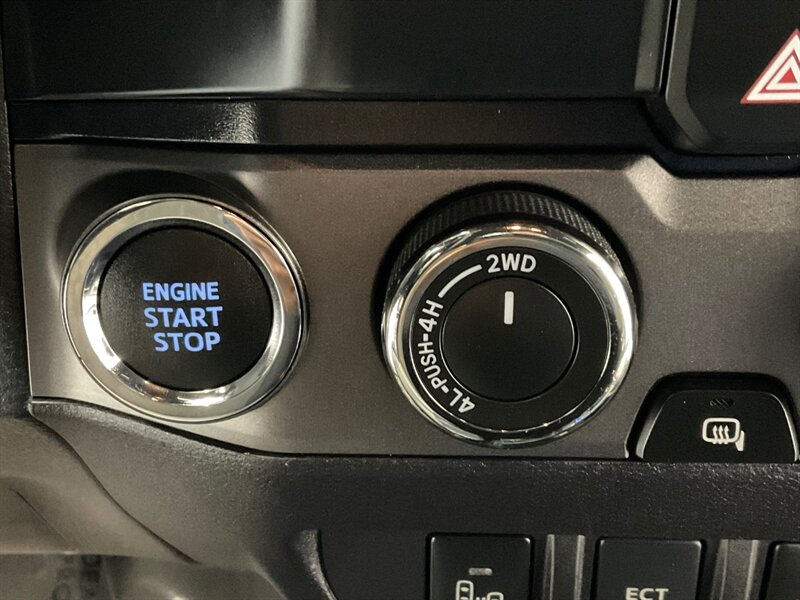 ENGINE
START
STOP
2WD
4L-PUSH-4H
ECT